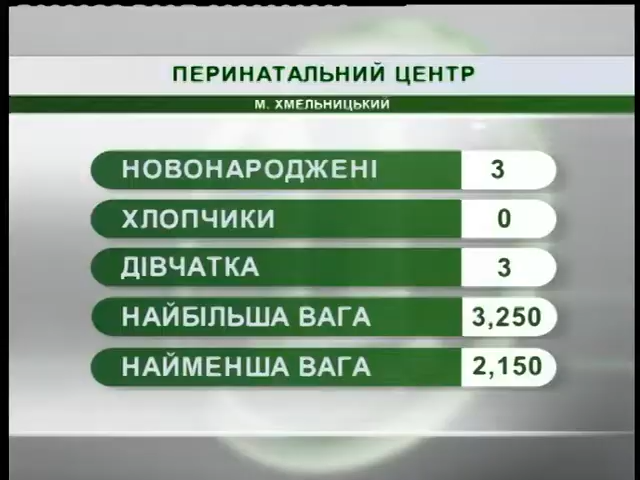 ПЕРИНАТАЛЬНИЙ ЦЕНТР
М. ХМЕЛЬНИЦЬКИЙ
НОВОНАРОДЖЕНІ 3
ХЛОПЧИКИ 0
ДІВЧАТКА 3
НАЙБІЛЬША ВАГА 3,250
НАЙМЕНША ВАГА 2,150